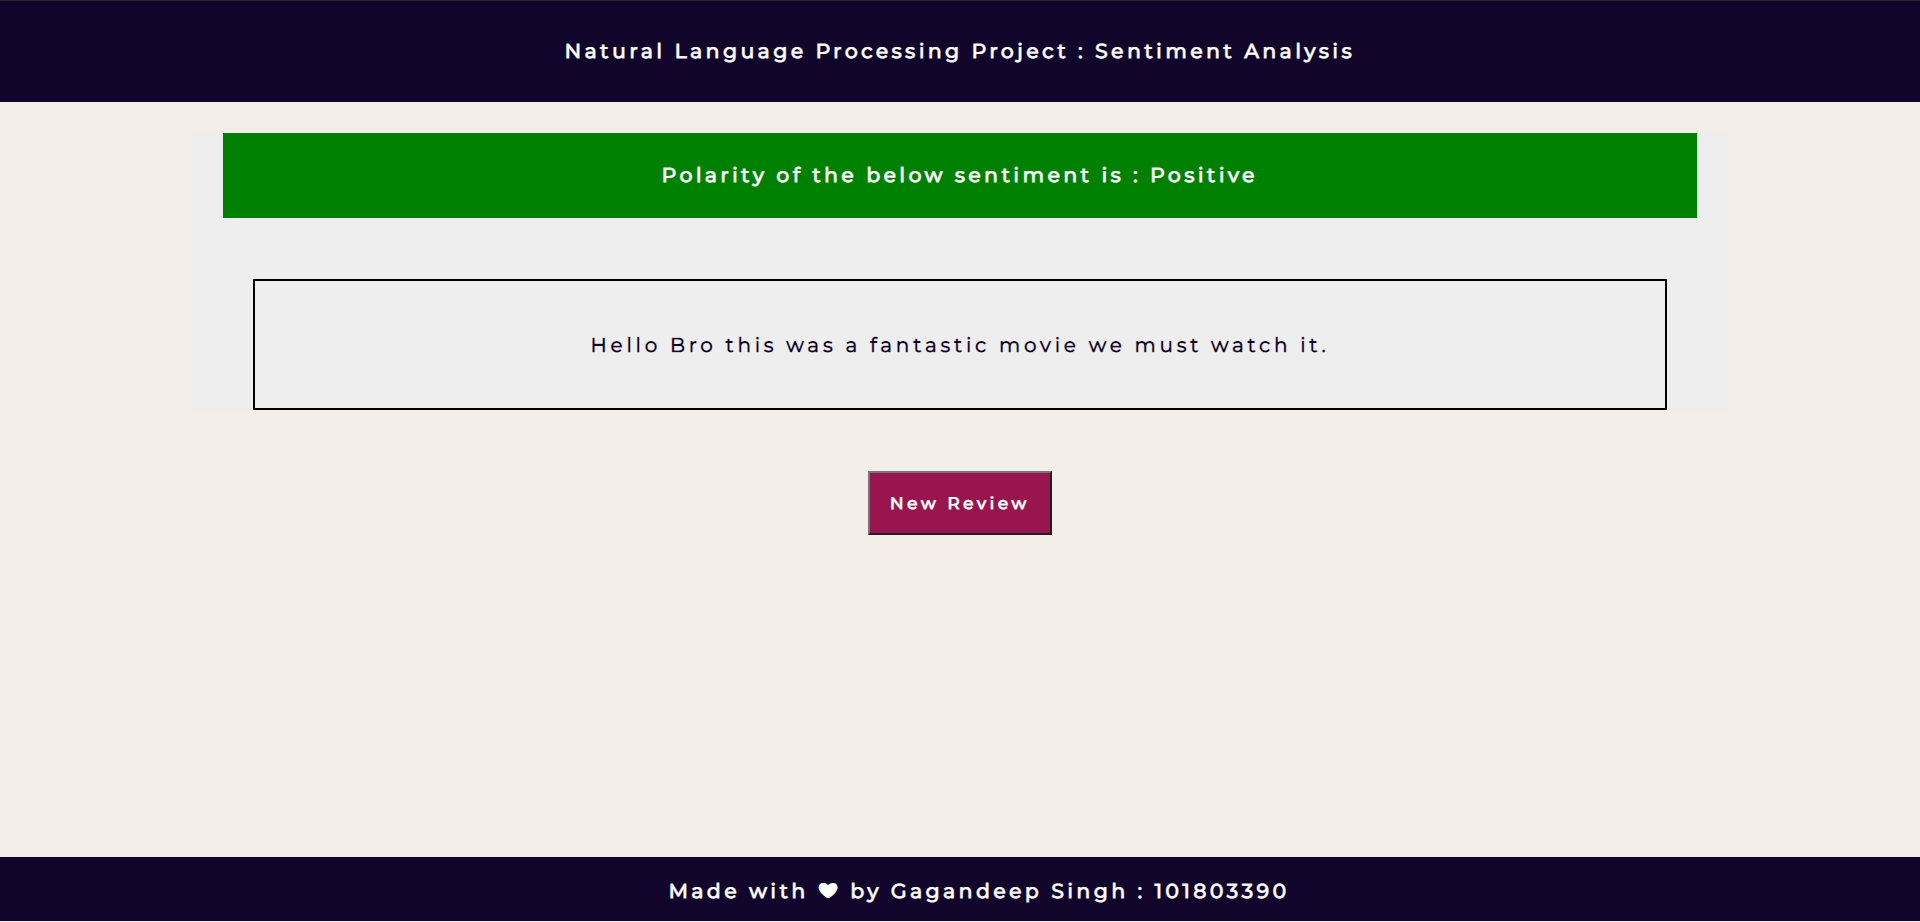 Natural Language Processing Project : Sentiment Analysis
Polarity of the below sentiment is : Positive
Hello Bro this was a fantastic movie we must watch it.
New Review
Made with ♥ by Gagandeep Singh : 101803390